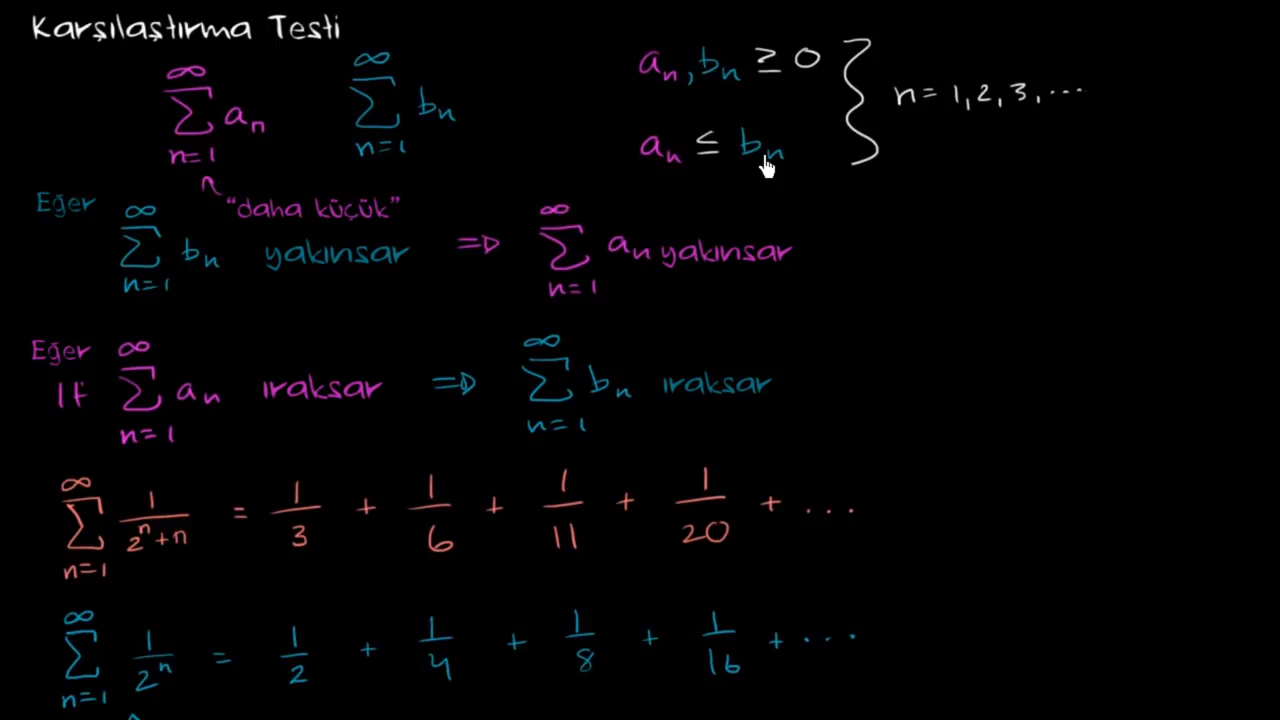 Karşılaştırma Testi
∞ ∑ n=1 a_n   ∞ ∑ n=1 b_n   a_n, b_n ≥ 0 } n = 1, 2, 3, ...
a_n ≤ b_n
"daha küçük"
Eğer ∞ ∑ n=1 b_n yakınsar ⇒ ∞ ∑ n=1 a_n yakınsar
Eğer
If ∞ ∑ n=1 a_n ıraksar ⇒ ∞ ∑ n=1 b_n ıraksar
∞ ∑ n=1 1/(2^n+n) = 1/3 + 1/6 + 1/11 + 1/20 + ...
∞ ∑ n=1 1/2^n = 1/2 + 1/4 + 1/8 + 1/16 + ...